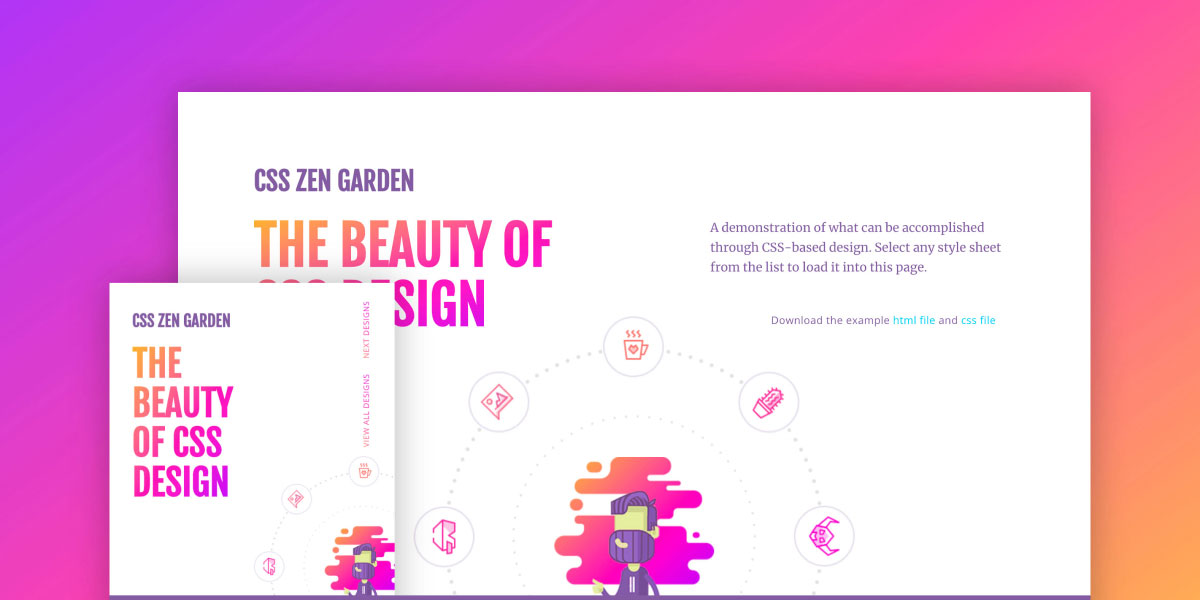 CSS ZEN GARDEN
THE BEAUTY OF
DESIGN
A demonstration of what can be accomplished
through CSS-based design. Select any style sheet
from the list to load it into this page.
Download the example html file and css file
CSS ZEN GARDEN
THE
BEAUTY
OF CSS
DESIGN
NEXT DESIGNS
VIEW ALL DESIGNS